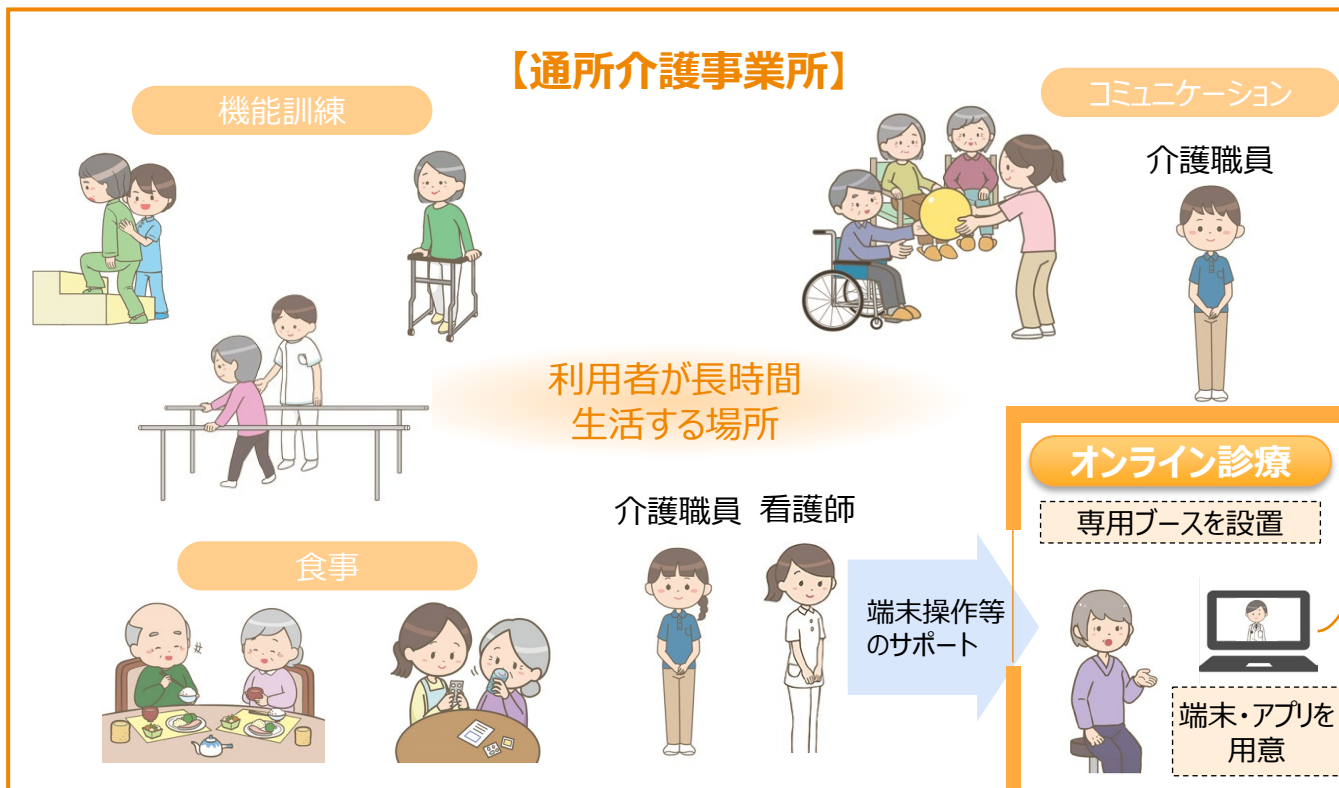 【通所介護事業所】
機能訓練
コミュニケーション
介護職員
利用者が長時間
生活する場所
オンライン診療
専用ブースを設置
介護職員 看護師
食事
端末操作等
のサポート
端末・アプリを
用意